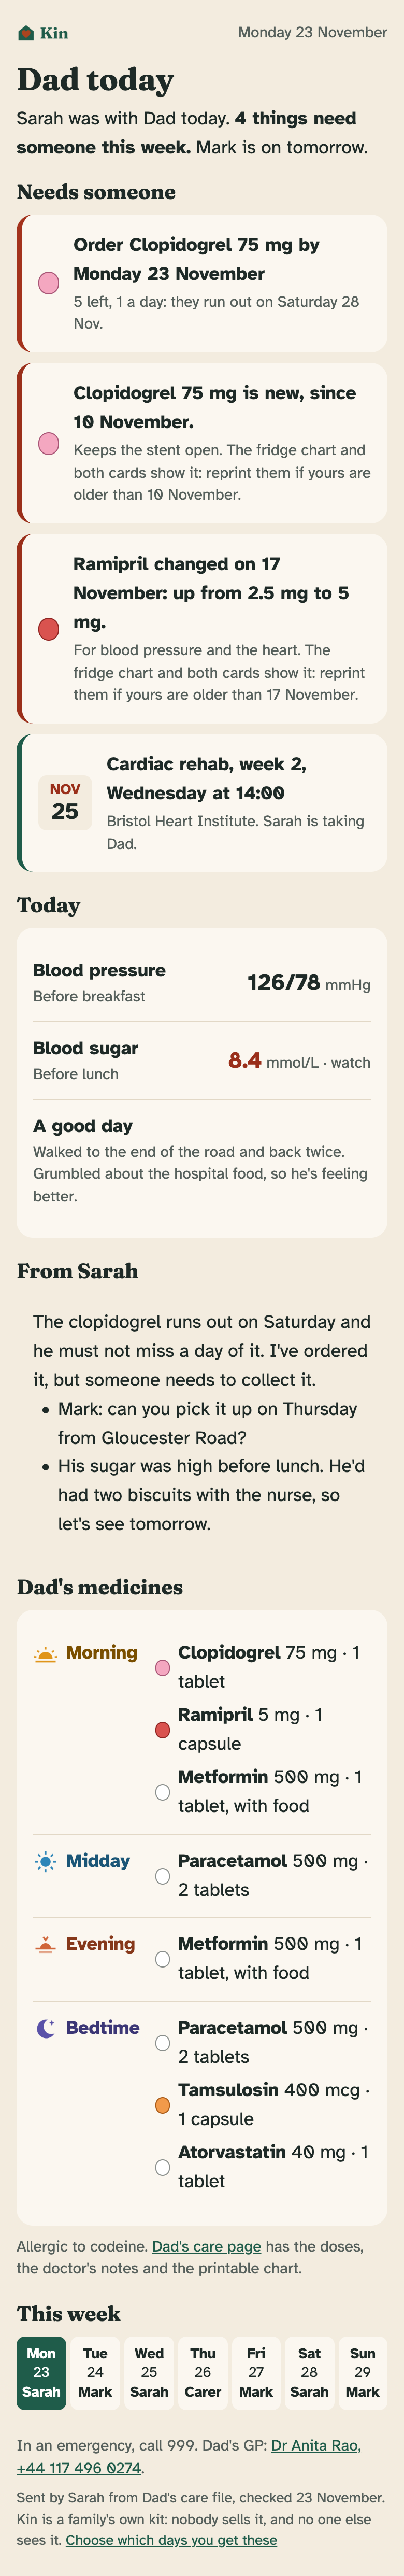 Kin
Monday 23 November
Dad today
Sarah was with Dad today. 4 things need
someone this week. Mark is on tomorrow.
Needs someone
Order Clopidogrel 75 mg by
Monday 23 November
5 left, 1 a day: they run out on Saturday 28
Nov.
Clopidogrel 75 mg is new, since
10 November.
Keeps the stent open. The fridge chart and
both cards show it: reprint them if yours are
older than 10 November.
Ramipril changed on 17
November: up from 2.5 mg to 5
mg.
For blood pressure and the heart. The
fridge chart and both cards show it: reprint
them if yours are older than 17 November.
NOV
25
Cardiac rehab, week 2,
Wednesday at 14:00
Bristol Heart Institute. Sarah is taking
Dad.
Today
Blood pressure
Before breakfast
126/78 mmHg
Blood sugar
Before lunch
8.4 mmol/L · watch
A good day
Walked to the end of the road and back twice.
Grumbled about the hospital food, so he's feeling
better.
From Sarah
The clopidogrel runs out on Saturday and
he must not miss a day of it. I've ordered
it, but someone needs to collect it.
• Mark: can you pick it up on Thursday
from Gloucester Road?
• His sugar was high before lunch. He'd
had two biscuits with the nurse, so
let's see tomorrow.
Dad's medicines
Morning
Clopidogrel 75 mg · 1
tablet
Ramipril 5 mg · 1
capsule
Metformin 500 mg · 1
tablet, with food
Midday
Paracetamol 500 mg ·
2 tablets
Evening
Metformin 500 mg · 1
tablet, with food
Bedtime
Paracetamol 500 mg ·
2 tablets
Tamsulosin 400 mcg ·
1 capsule
Atorvastatin 40 mg · 1
tablet
Allergic to codeine. Dad's care page has the doses,
the doctor's notes and the printable chart.
This week
Mon
23
Sarah
Tue
24
Mark
Wed
25
Sarah
Thu
26
Carer
Fri
27
Mark
Sat
28
Sarah
Sun
29
Mark
In an emergency, call 999. Dad's GP: Dr Anita Rao,
+44 117 496 0274.
Sent by Sarah from Dad's care file, checked 23 November.
Kin is a family's own kit: nobody sells it, and no one else
sees it. Choose which days you get these